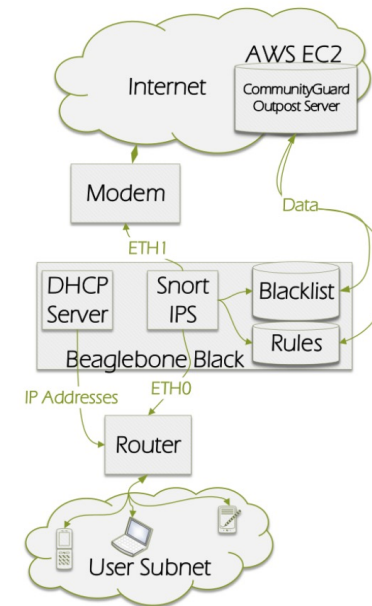 AWS EC2
Internet
CommunityGuard
Outpost Server
Modem
Data
ETH1
DHCP
Server
Snort
IPS
Blacklist
Rules
Beaglebone Black
IP Addresses
ETH0
Router
User Subnet